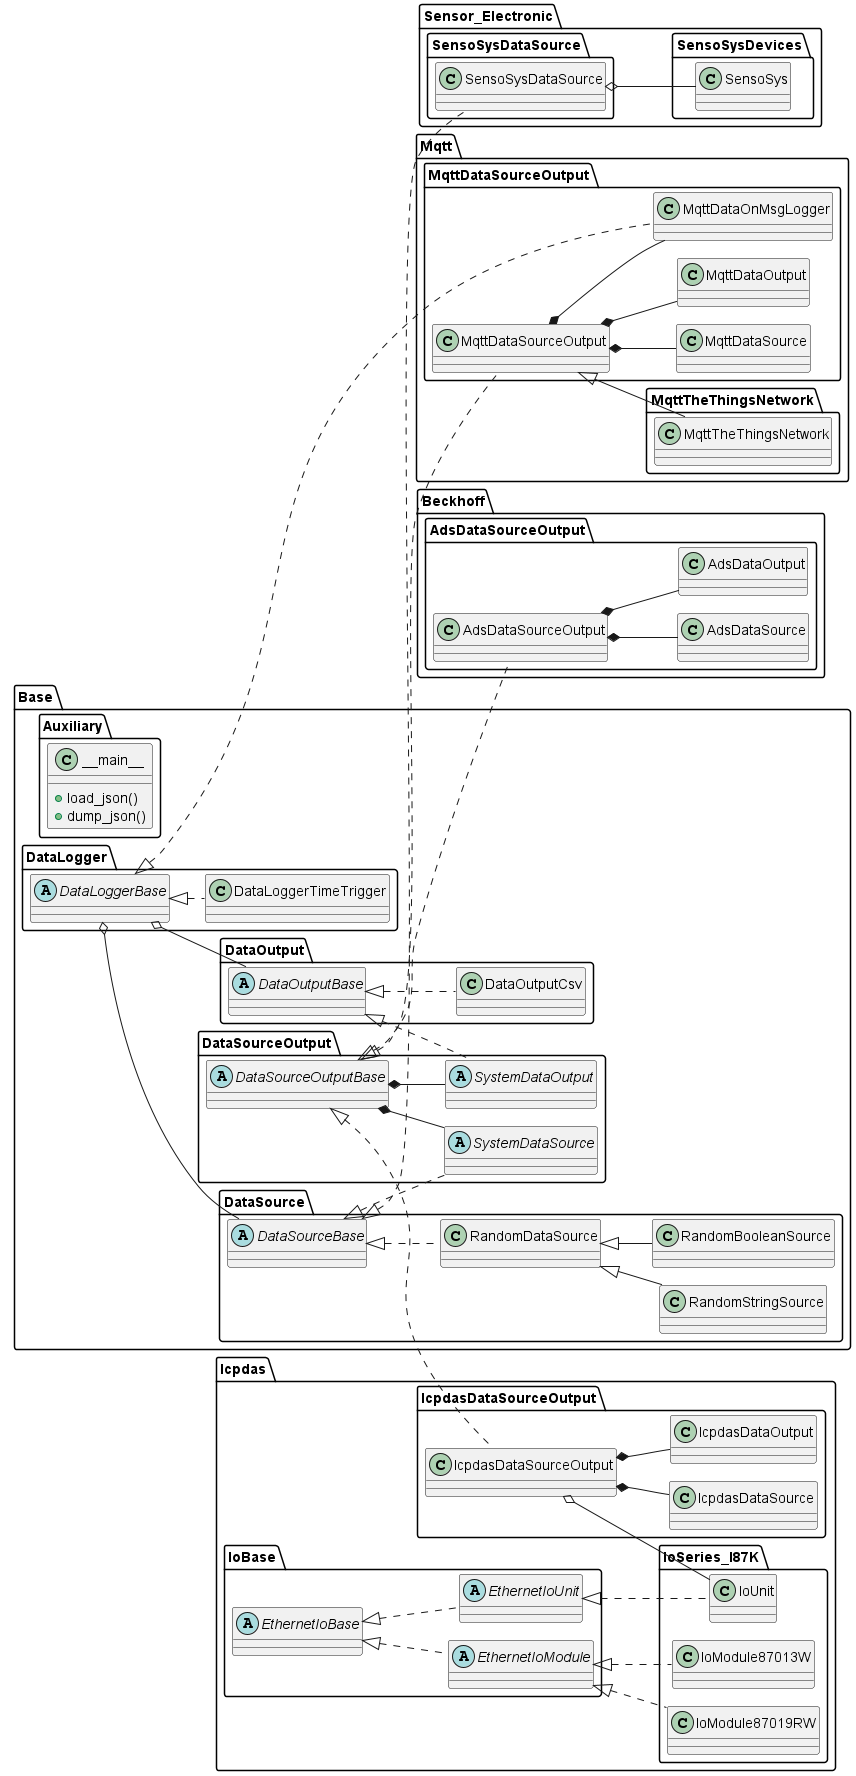 Sensor_Electronic
SensoSysDataSource
SensoSysDevices
C SensoSysDataSource
C SensoSys
Mqtt
MqttDataSourceOutput
C MqttDataOnMsgLogger
C MqttDataOutput
C MqttDataSourceOutput
C MqttDataSource
MqttTheThingsNetwork
C MqttTheThingsNetwork
Beckhoff
AdsDataSourceOutput
C AdsDataOutput
C AdsDataSourceOutput
C AdsDataSource
Base
Auxiliary
C __main__
load_json()
dump_json()
DataLogger
A DataLoggerBase
C DataLoggerTimeTrigger
DataOutput
A DataOutputBase
C DataOutputCsv
DataSourceOutput
A DataSourceOutputBase
A SystemDataOutput
A SystemDataSource
DataSource
A DataSourceBase
C RandomDataSource
C RandomBooleanSource
C RandomStringSource
Icpdas
IcpdasDataSourceOutput
C IcpdasDataOutput
C IcpdasDataSourceOutput
C IcpdasDataSource
IoBase
IoSeries_I87K
A EthernetIoUnit
C IoUnit
A EthernetIoBase
A EthernetIoModule
C IoModule87013W
C IoModule87019RW